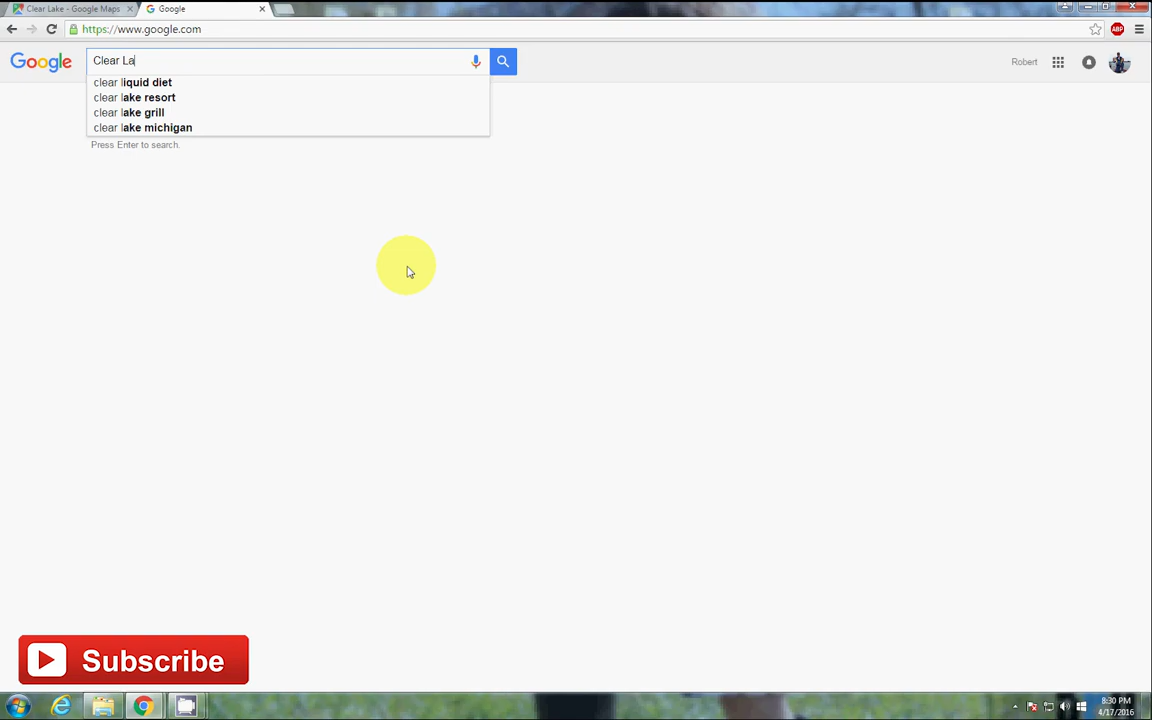 Clear Lake - Google Maps
Google
https://www.google.com
ABP
Google
Clear La
Robert
clear liquid diet
clear lake resort
clear lake grill
clear lake michigan
Press Enter to search.
Subscribe
8:30 PM
4/17/2016